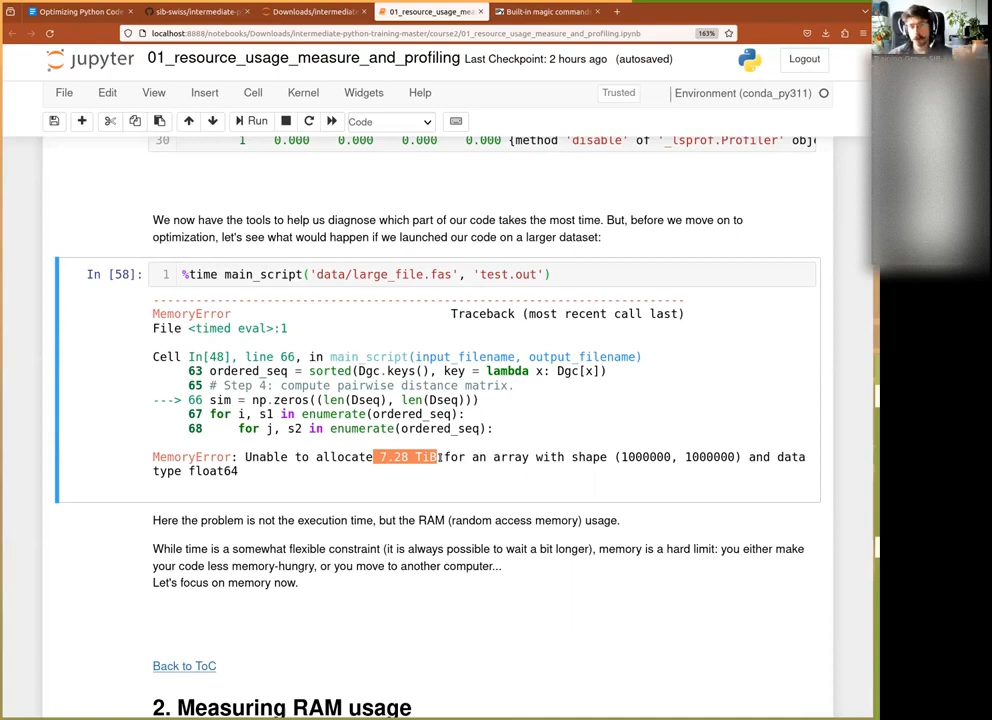 Optimizing Python Code
sib-swiss/intermediate-p
Downloads/intermediate
01_resource_usage_mea
Built-in magic command
localhost:8888/notebooks/Downloads/intermediate-python-training-master/course2/01_resource_usage_measure_and_profiling.ipynb
163%
jupyter 01_resource_usage_measure_and_profiling Last Checkpoint: 2 hours ago (autosaved)
Logout
File Edit View Insert Cell Kernel Widgets Help
Trusted
Environment (conda_py311)
Run
Code
30 1 0.000 0.000 0.000 0.000 {method 'disable' of '_lsprof.Profiler' obje
We now have the tools to help us diagnose which part of our code takes the most time. But, before we move on to
optimization, let's see what would happen if we launched our code on a larger dataset:
In [58]: 1 %time main_script('data/large_file.fas', 'test.out')
---------------------------------------------------------------------------
MemoryError Traceback (most recent call last)
File <timed eval>:1
Cell In[48], line 66, in main_script(input_filename, output_filename)
63 ordered_seq = sorted(Dgc.keys(), key = lambda x: Dgc[x])
65 # Step 4: compute pairwise distance matrix.
---> 66 sim = np.zeros((len(Dseq), len(Dseq)))
67 for i, s1 in enumerate(ordered_seq):
68 for j, s2 in enumerate(ordered_seq):
MemoryError: Unable to allocate 7.28 TiB for an array with shape (1000000, 1000000) and data
type float64
Here the problem is not the execution time, but the RAM (random access memory) usage.
While time is a somewhat flexible constraint (it is always possible to wait a bit longer), memory is a hard limit: you either make
your code less memory-hungry, or you move to another computer...
Let's focus on memory now.
Back to ToC
2. Measuring RAM usage